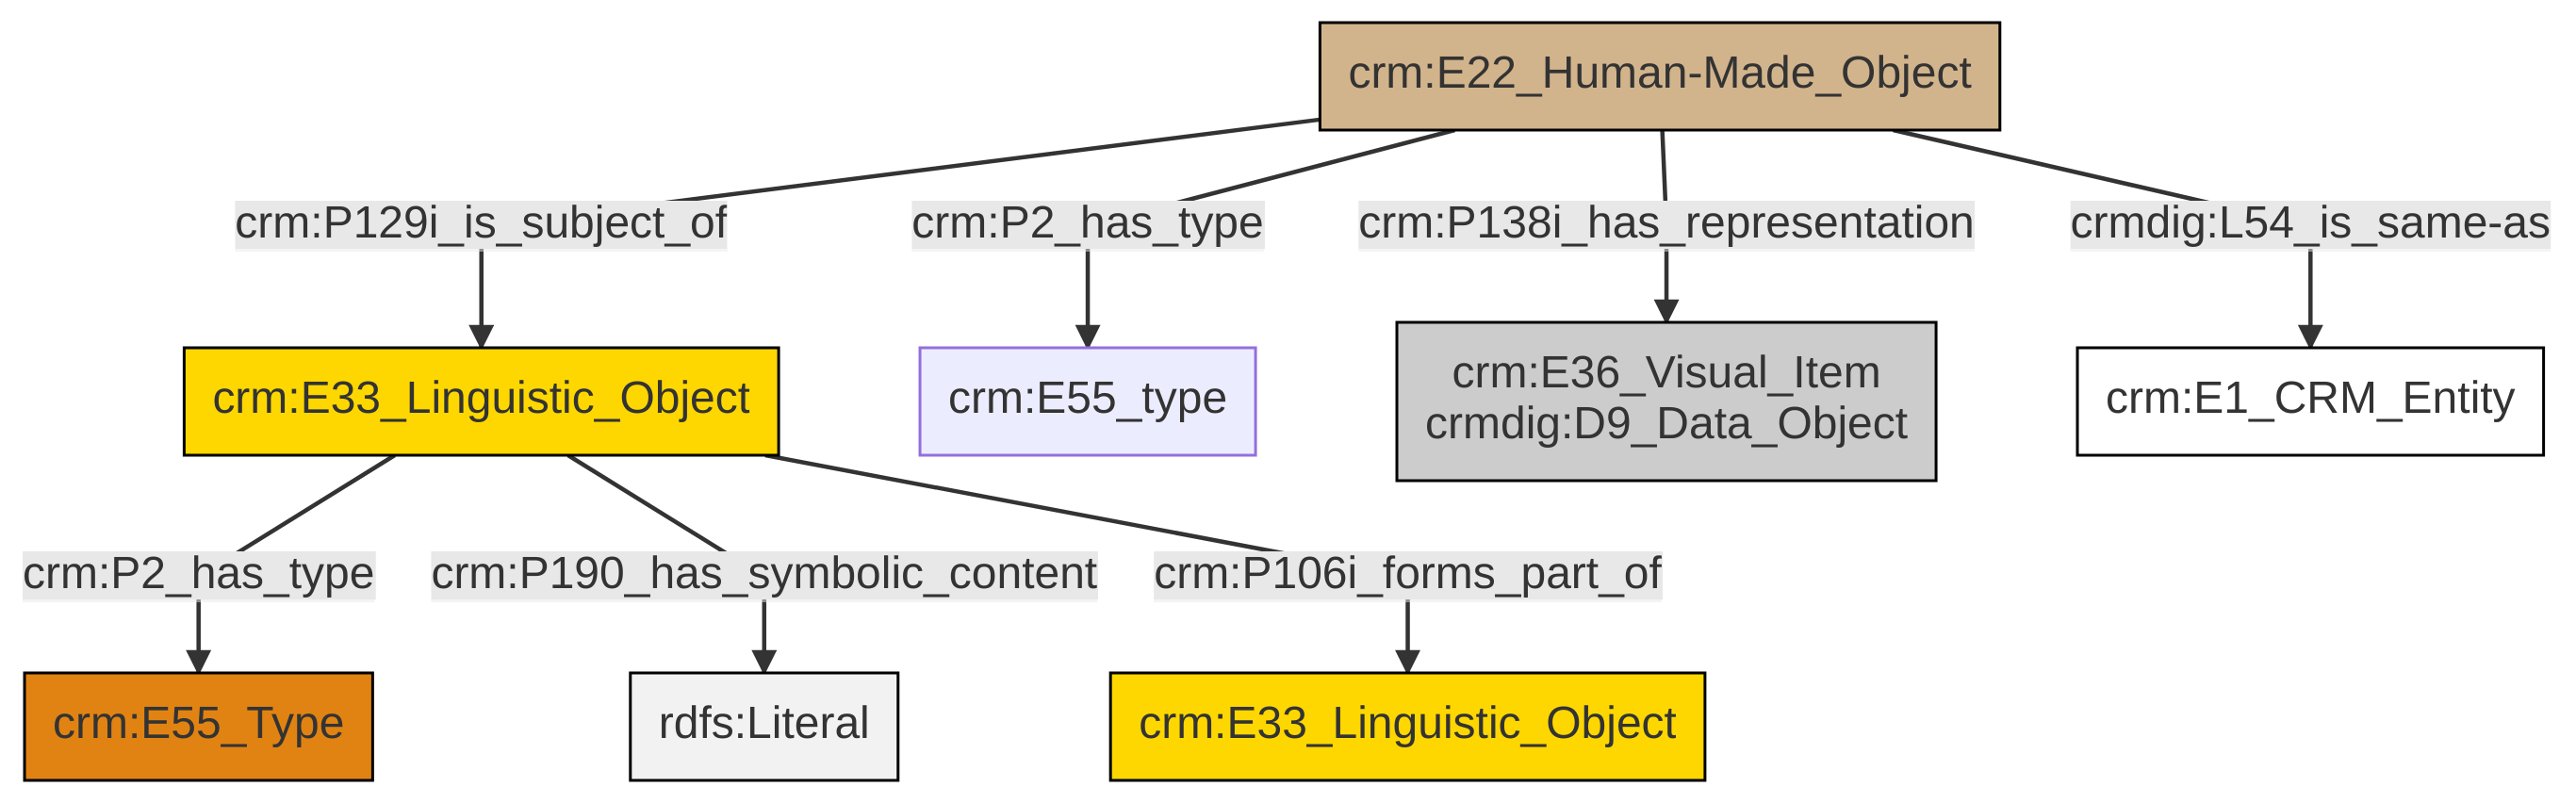 crm:E22_Human-Made_Object
crm:P129i_is_subject_of
crm:P2_has_type
crm:P138i_has_representation
crmdig:L54_is_same-as
crm:E33_Linguistic_Object
crm:E55_type
crm:E36_Visual_Item
crmdig:D9_Data_Object
crm:E1_CRM_Entity
crm:P2_has_type
crm:P190_has_symbolic_content
crm:P106i_forms_part_of
crm:E55_Type
rdfs:Literal
crm:E33_Linguistic_Object